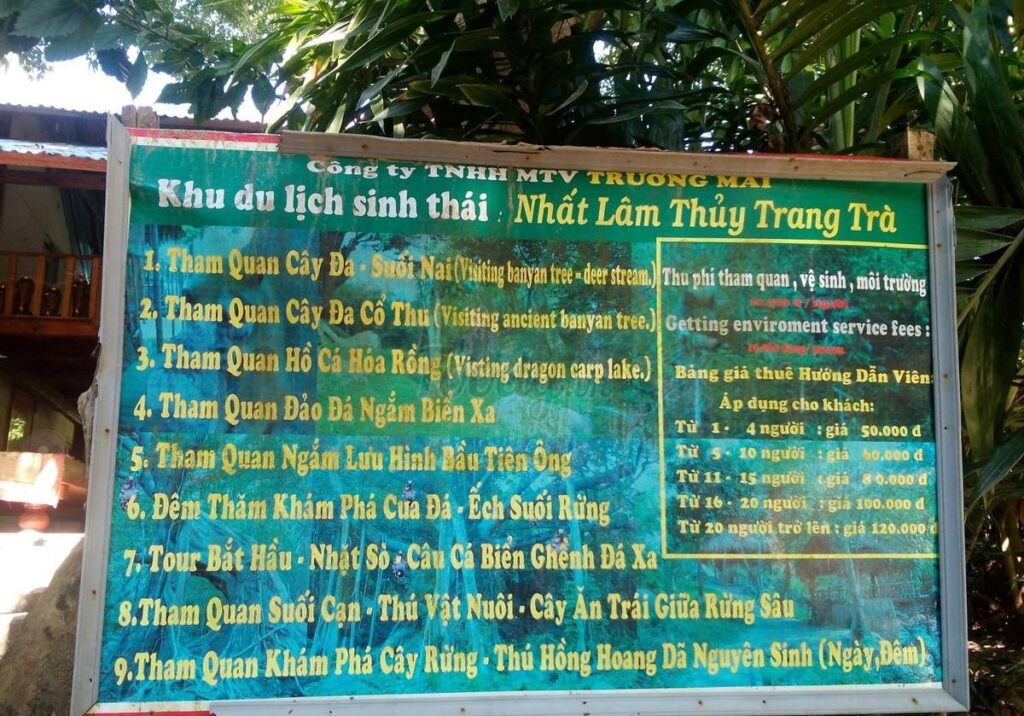 Công ty TNHH MTV TRƯƠNG MAI
Khu du lịch sinh thái : Nhất Lâm Thủy Trang Trà
1. Tham Quan Cây Đa - Suối Nai (Visiting banyan tree - deer stream.)
2. Tham Quan Cây Đa Cổ Thu (Visiting ancient banyan tree.)
3. Tham Quan Hồ Cá Hóa Rồng (Victing dragon carp lake.)
4. Tham Quan Đảo Đá Ngắm Biển Xa
5. Tham Quan Ngắm Lưu Hinh Bầu Tiên Ông
6. Đêm Thăm Khám Phá Cua Đá - Ếch Suối Rừng
7. Tour Bắt Hầu - Nhặt Sò - Câu Cá Biển Ghềnh Đá Xa
8.Tham Quan Suối Cạn - Thú Vật Nuôi - Cây Ăn Trái Giữa Rừng Sâu
9.Tham Quan Khám Phá Cây Rừng - Thú Hồng Hoang Dã Nguyên Sinh (Ngày,Đêm)
Thu phí tham quan , vệ sinh , môi trường
Getting enviroment service fees :
Bảng giá thuê Hướng Dẫn Viên:
Áp dụng cho khách:
Từ 1 - 4 người : giá 50.000 đ
Từ 5 - 10 người : giá 60.000 đ
Từ 11 - 15 người : giá 80.000 đ
Từ 16 - 20 người : giá 100.000 đ
Từ 20 người trở lên : giá 120.000 đ